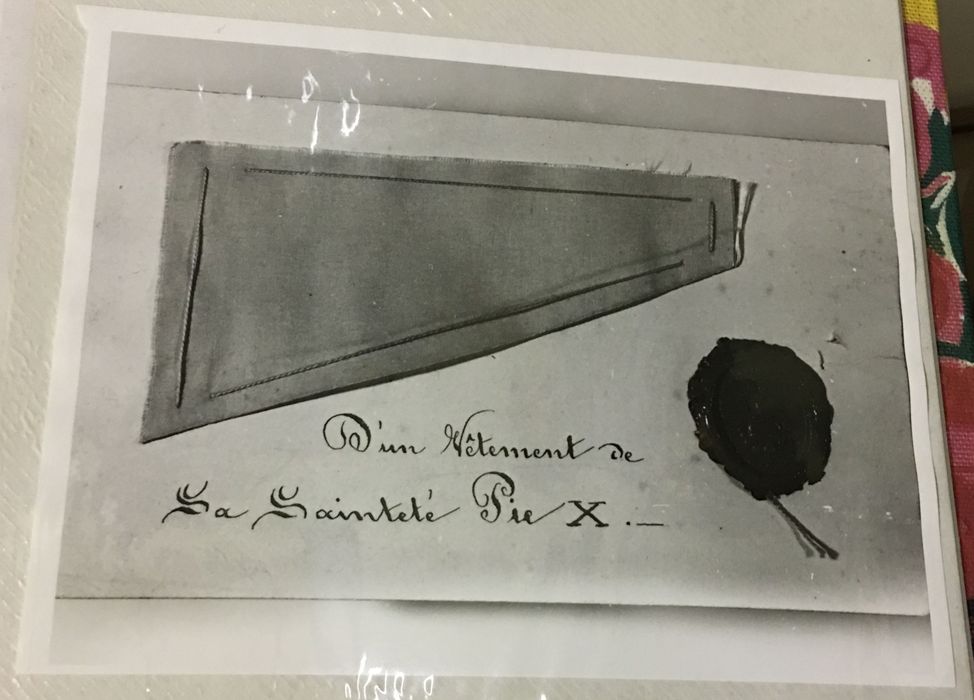 D'un Vêtement de
Sa Sainteté Pie X._